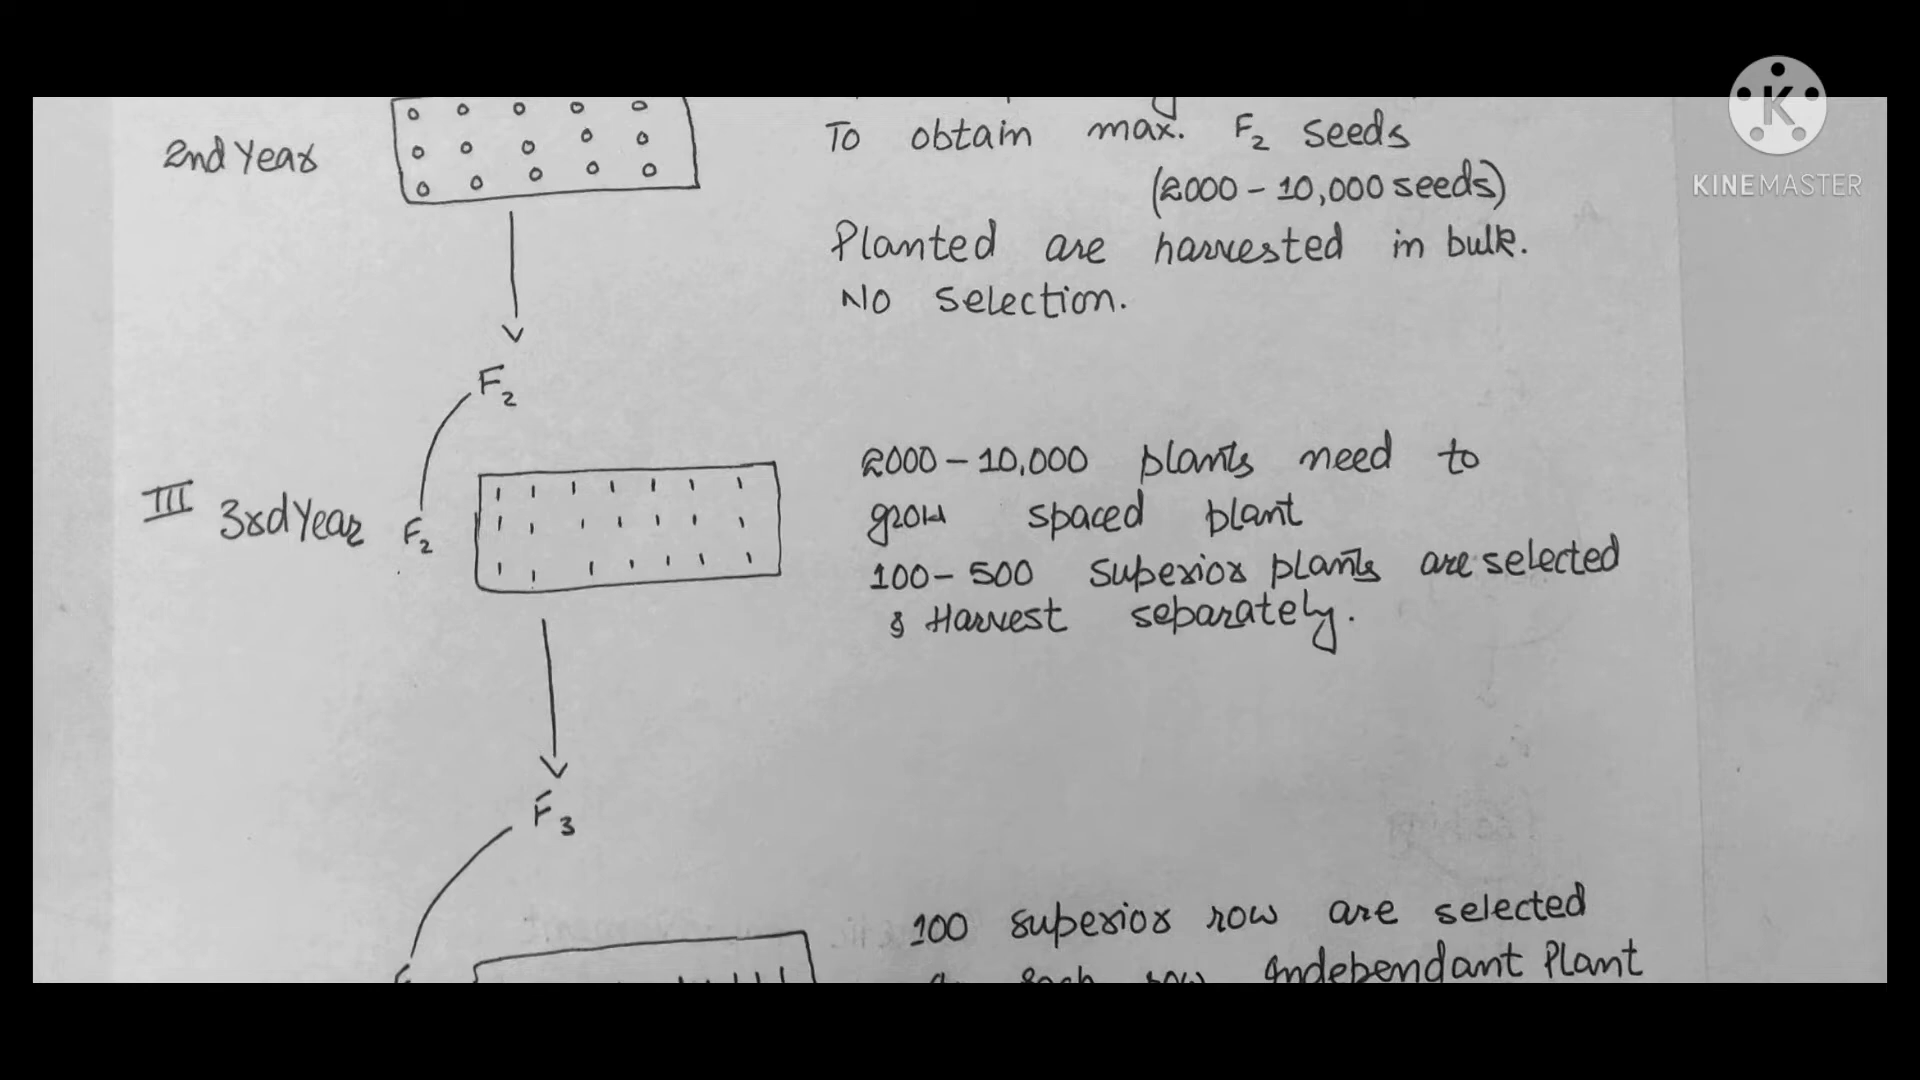 2nd Year
To obtain max. F2 seeds
(2000 - 10,000 seeds)
Planted are harvested in bulk.
No selection.
F2
III 3rd Year F2
2000 - 10,000 plants need to
grow spaced plant
100 - 500 superior plants are selected
& Harvest separately.
F3
100 superior row are selected
each row Independant Plant
K
KINEMASTER